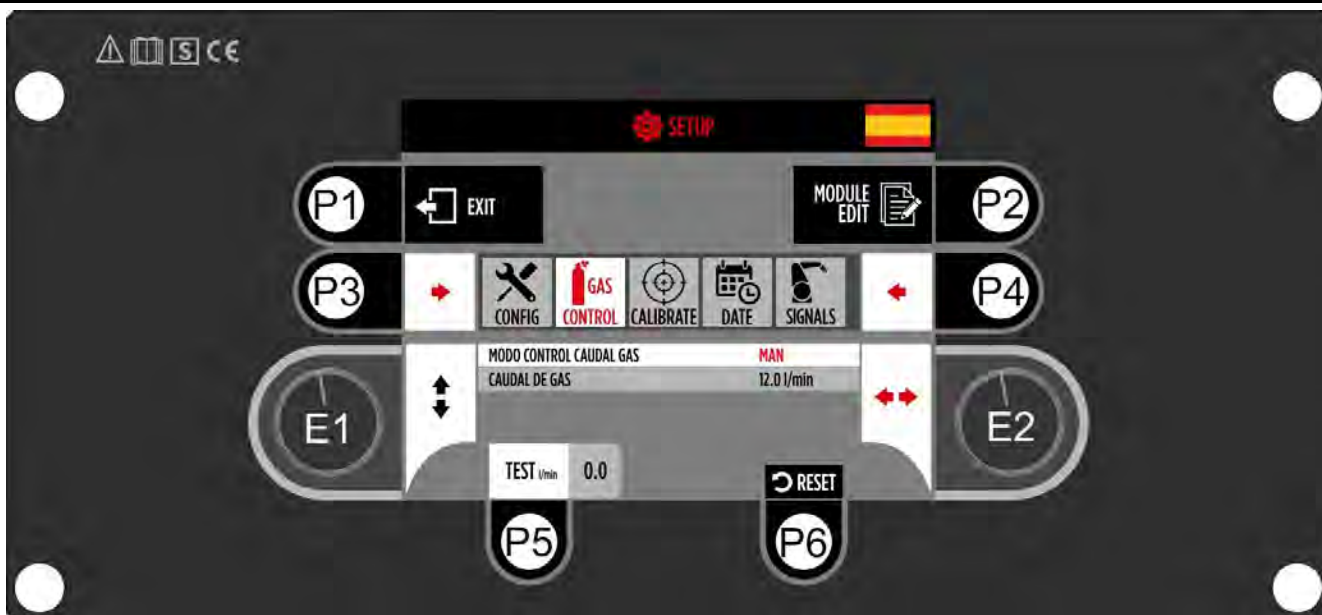 S CE
SETUP
P1
EXIT
MODULE
EDIT
P2
P3
GAS
CONFIG
CONTROL
CALIBRATE
DATE
SIGNALS
P4
MODO CONTROL CAUDAL GAS MAN
CAUDAL DE GAS 12.0 l/min
E1
E2
TEST l/min 0.0
RESET
P5
P6